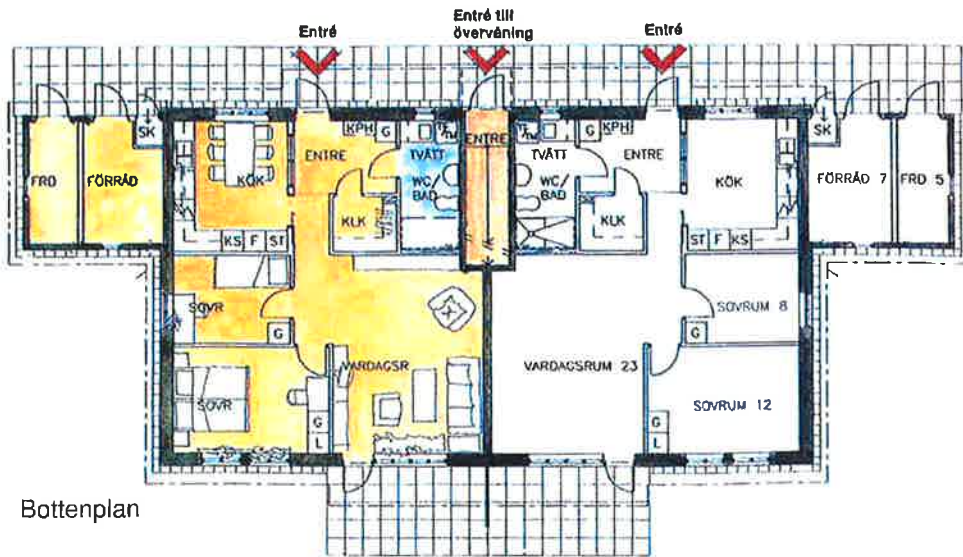 Entré
Entré till
övervåning
Entré
SK
KPH
G
ENTRE
TVÄTT
WC/
BAD
KÖK
KLK
FRD
FÖRRÅD
KS
F
ST
ENTRE
TVÄTT
WC/
BAD
G
KPH
ENTRE
KLK
KÖK
SK
FÖRRÅD 7
FRD 5
ST
F
KS
SOVR
G
SOVR
G
L
VARDAGSR
VARDAGSRUM 23
SOVRUM 8
G
SOVRUM 12
G
L
Bottenplan